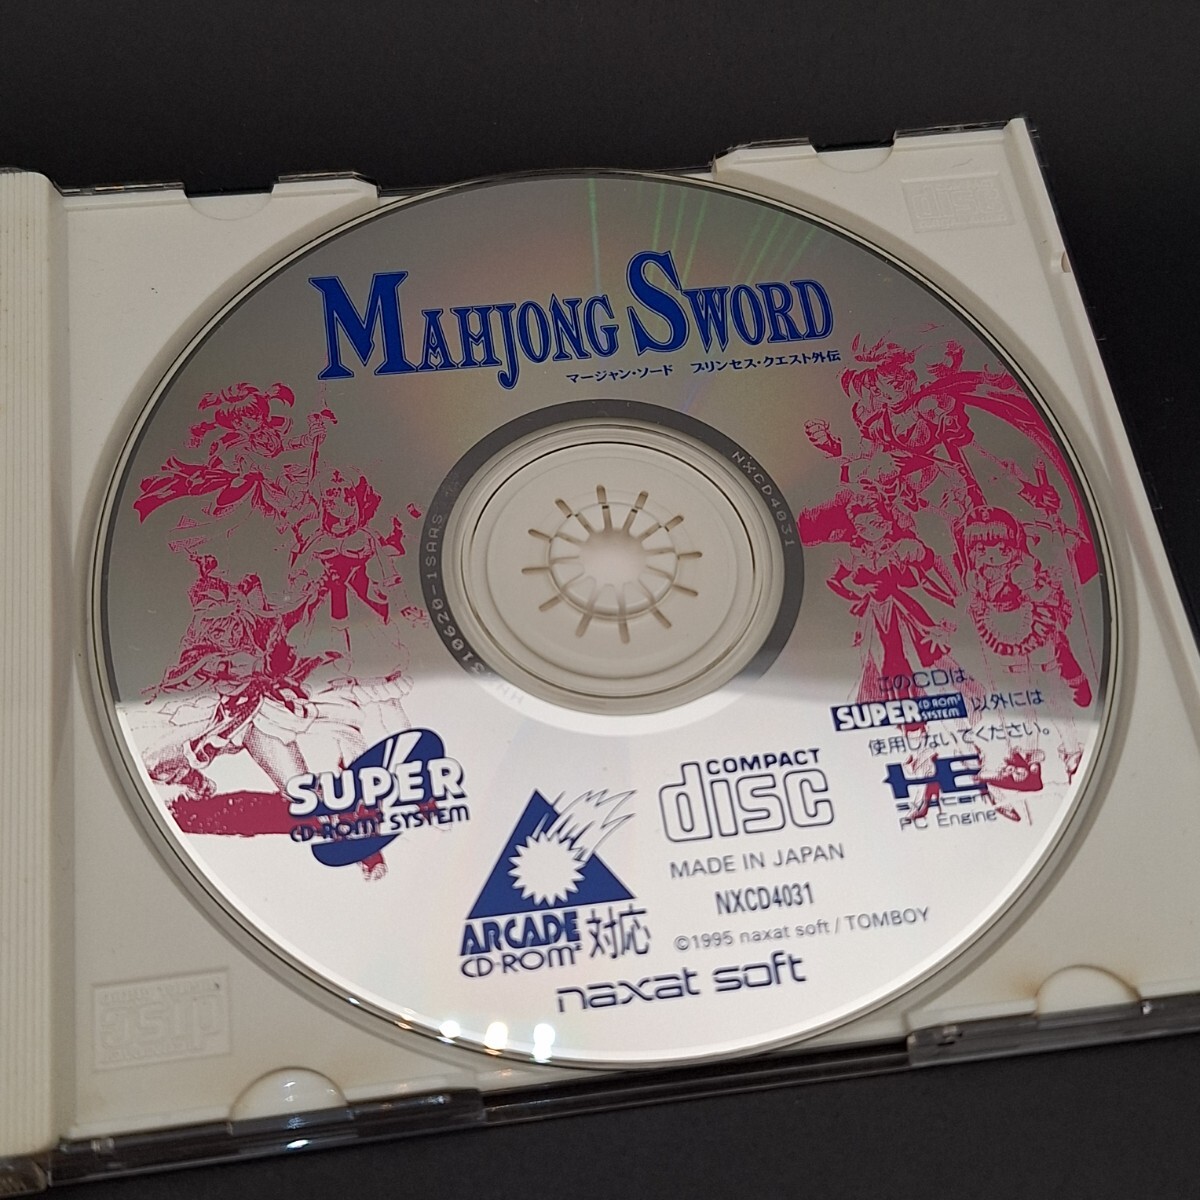 MAHJONG SWORD
マージャン・ソード プリンセス・クエスト外伝
NXCD4031
このCDは、
SUPER CD-ROM² SYSTEM 以外には
使用しないでください。
HE system
PC Engine
SUPER
CD-ROM² SYSTEM
COMPACT
disc
MADE IN JAPAN
NXCD4031
©1995 naxat soft / TOMBOY
ARCADE
CD-ROM² 対応
naxat soft